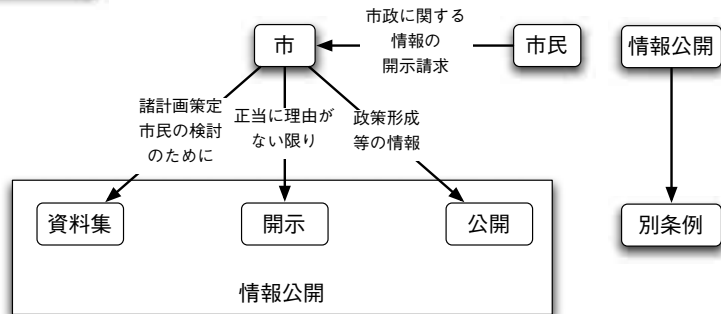 市政に関する
情報の
開示請求
市
市民
情報公開
諸計画策定
市民の検討
のために
正当に理由が
ない限り
政策形成
等の情報
資料集
開示
公開
別条例
情報公開